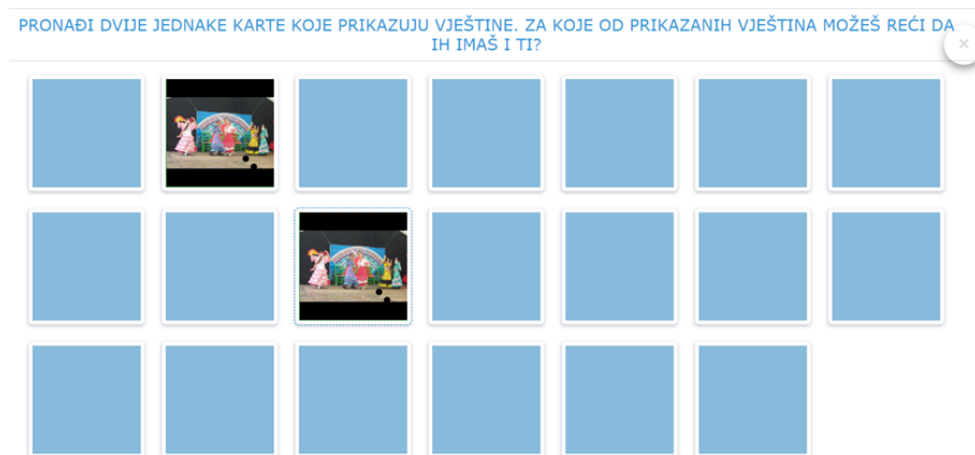 PRONAĐI DVIJE JEDNAKE KARTE KOJE PRIKAZUJU VJEŠTINE. ZA KOJE OD PRIKAZANIH VJEŠTINA MOŽEŠ REĆI DA
IH IMAŠ I TI?